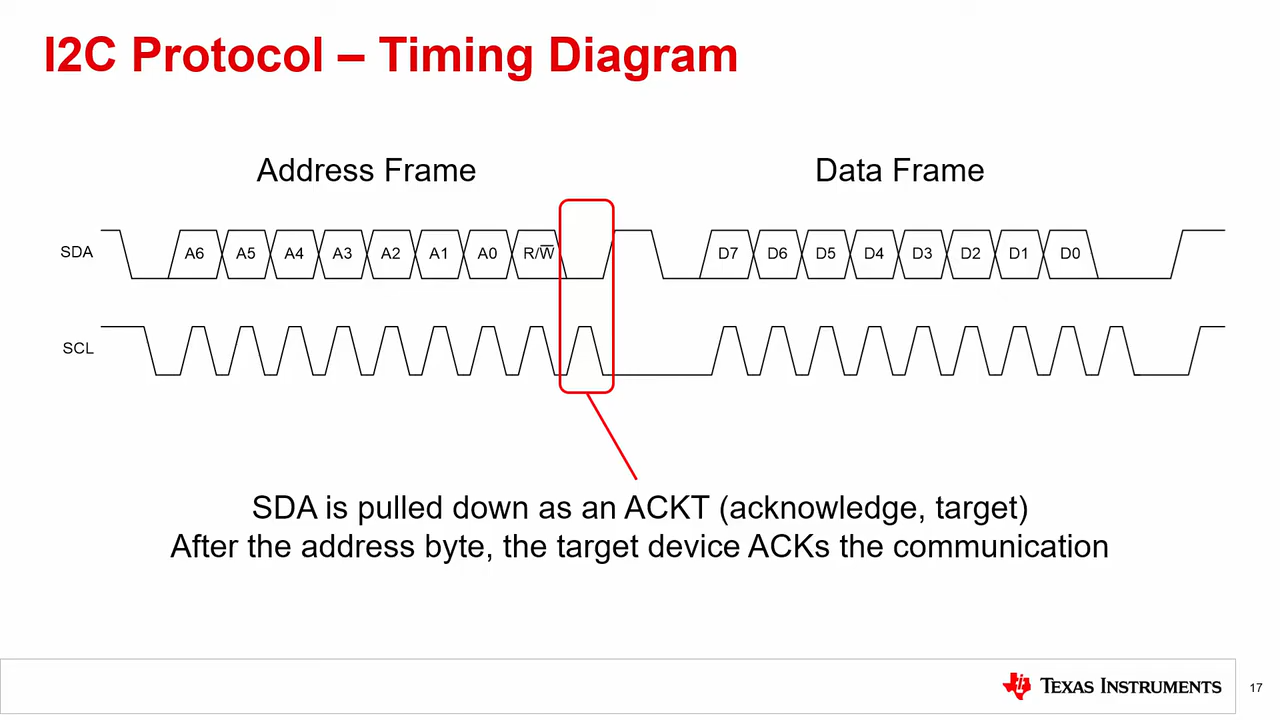 I2C Protocol – Timing Diagram
Address Frame
Data Frame
SDA
A6 A5 A4 A3 A2 A1 A0 R/W̅
D7 D6 D5 D4 D3 D2 D1 D0
SCL
SDA is pulled down as an ACKT (acknowledge, target)
After the address byte, the target device ACKs the communication
TEXAS INSTRUMENTS
17